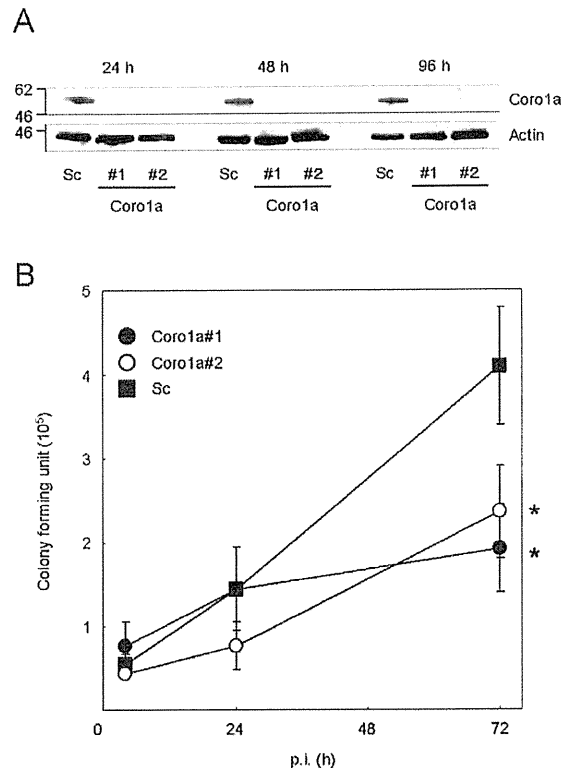 A
24 h 48 h 96 h
62
46
Coro1a
46
Actin
Sc #1 #2 Sc #1 #2 Sc #1 #2
Coro1a Coro1a Coro1a
B
5
4
3
2
1
0
Colony forming unit (10⁵)
Coro1a#1
Coro1a#2
Sc
*
*
24 48 72
p.i. (h)